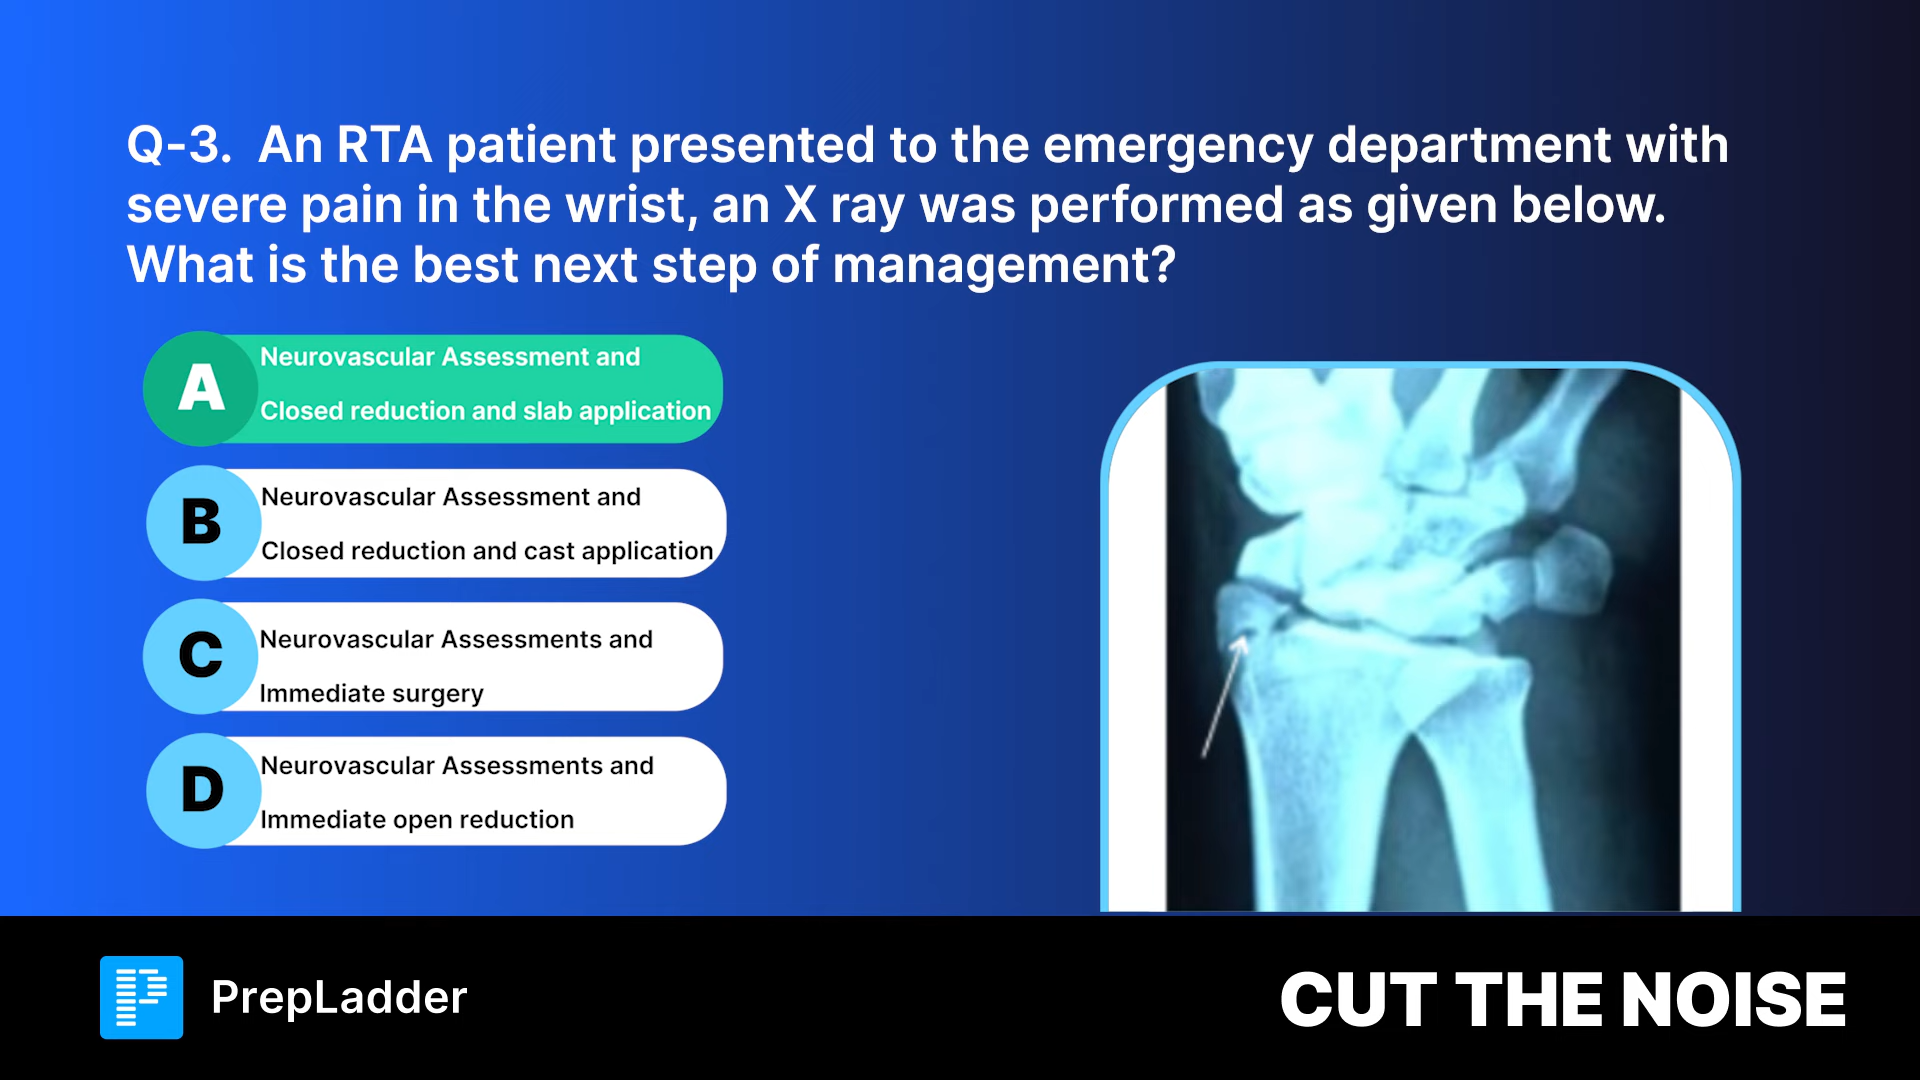 Q-3. An RTA patient presented to the emergency department with
severe pain in the wrist, an X ray was performed as given below.
What is the best next step of management?
A
Neurovascular Assessment and
Closed reduction and slab application
B
Neurovascular Assessment and
Closed reduction and cast application
C
Neurovascular Assessments and
Immediate surgery
D
Neurovascular Assessments and
Immediate open reduction
PrepLadder
CUT THE NOISE